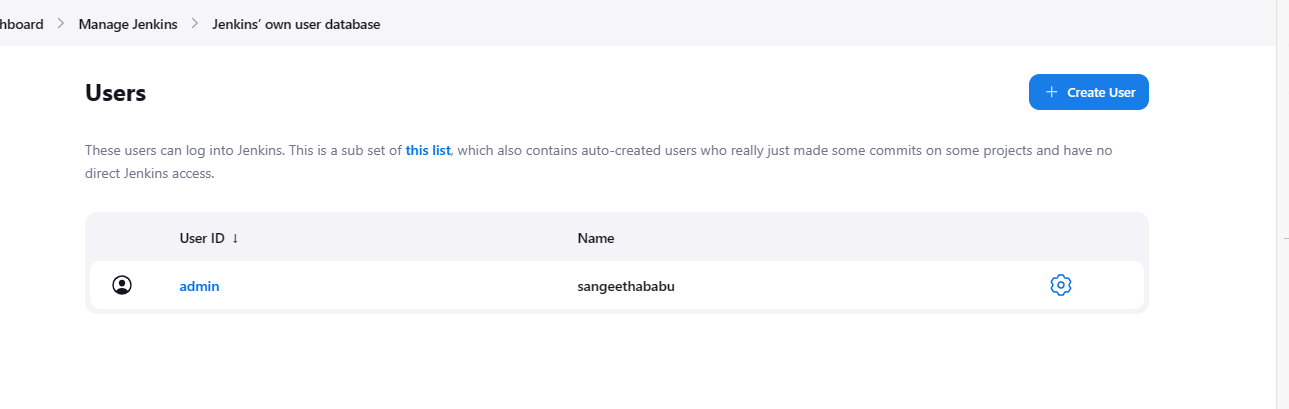 hboard > Manage Jenkins > Jenkins’ own user database
Users
+ Create User
These users can log into Jenkins. This is a sub set of this list, which also contains auto-created users who really just made some commits on some projects and have no
direct Jenkins access.
User ID ↓ Name
admin sangeethababu